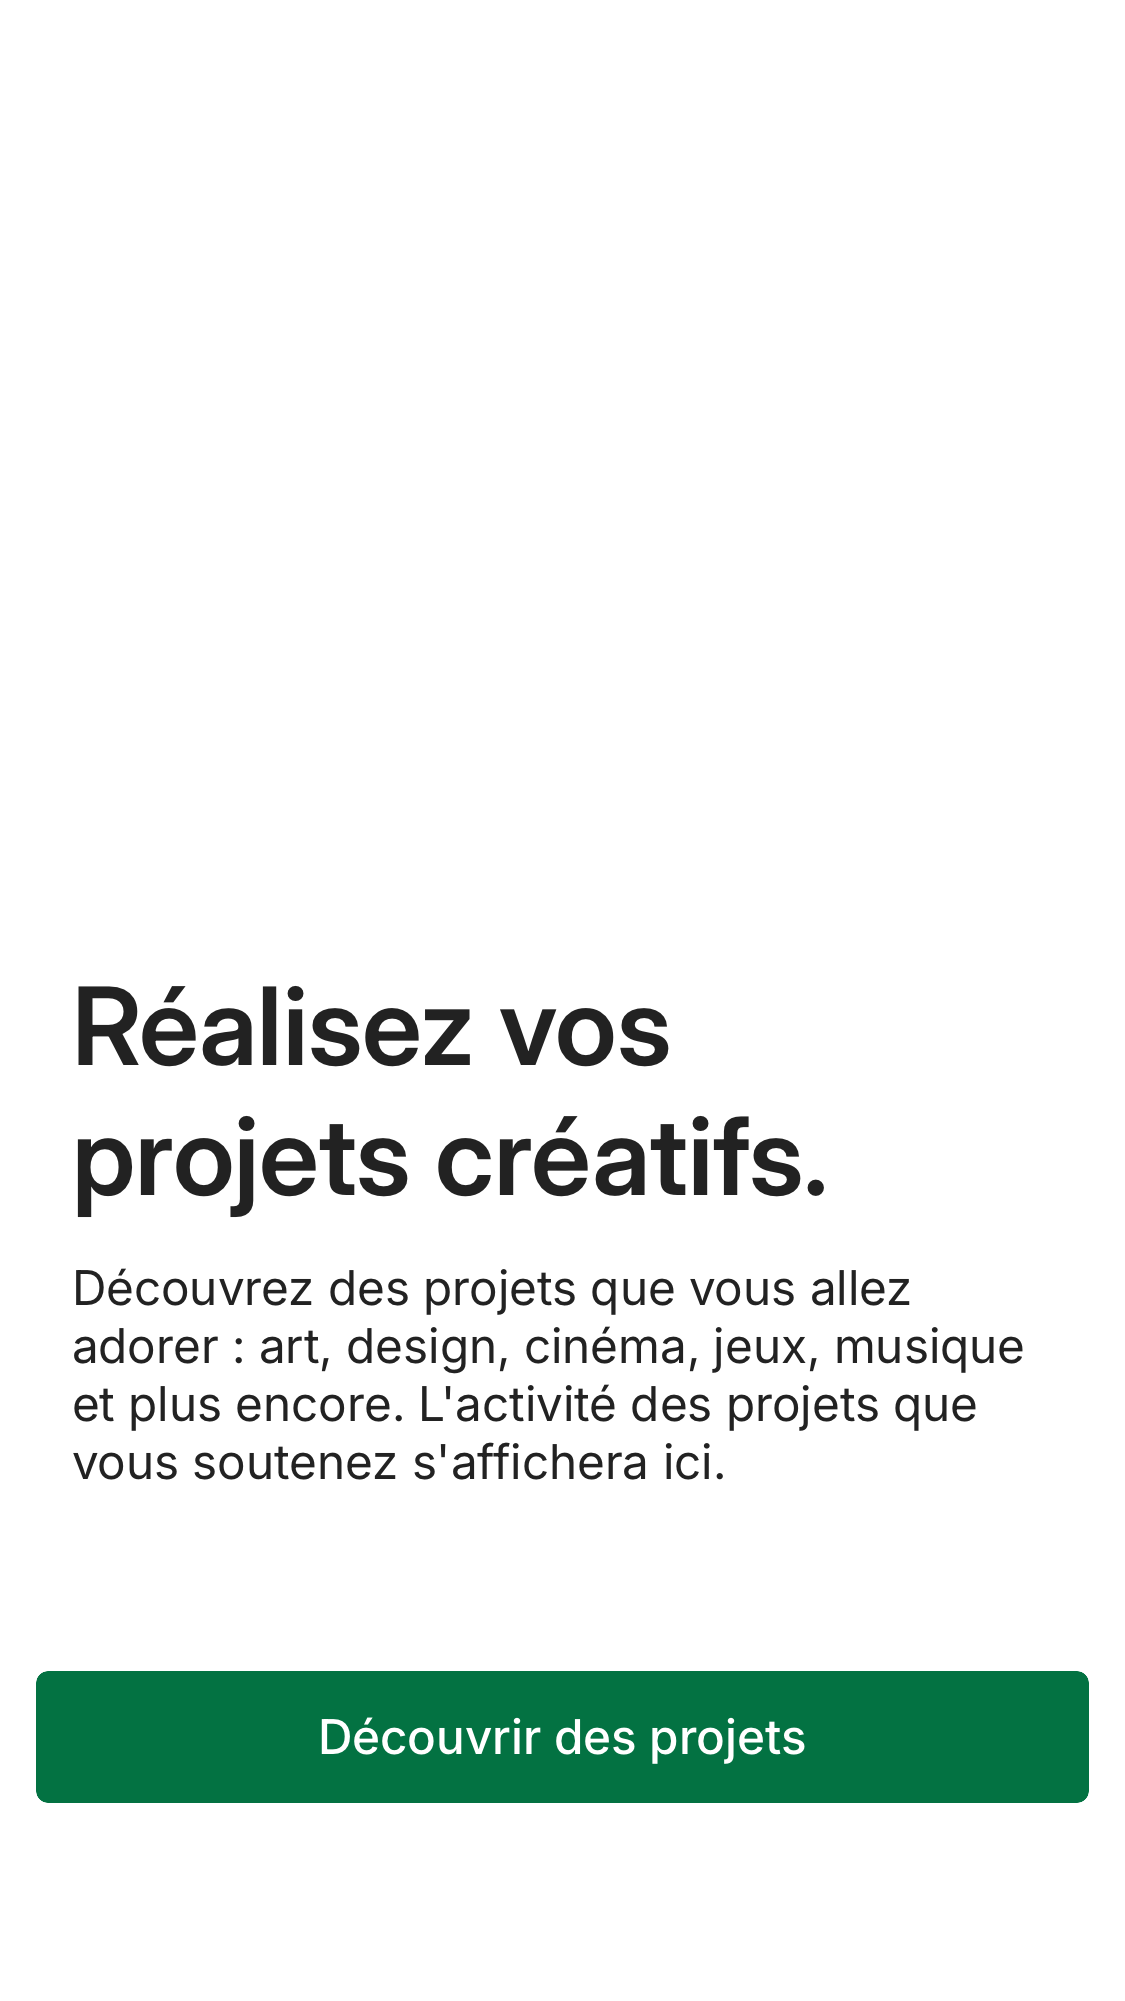 Réalisez vos
projets créatifs.
Découvrez des projets que vous allez
adorer : art, design, cinéma, jeux, musique
et plus encore. L'activité des projets que
vous soutenez s'affichera ici.
Découvrir des projets